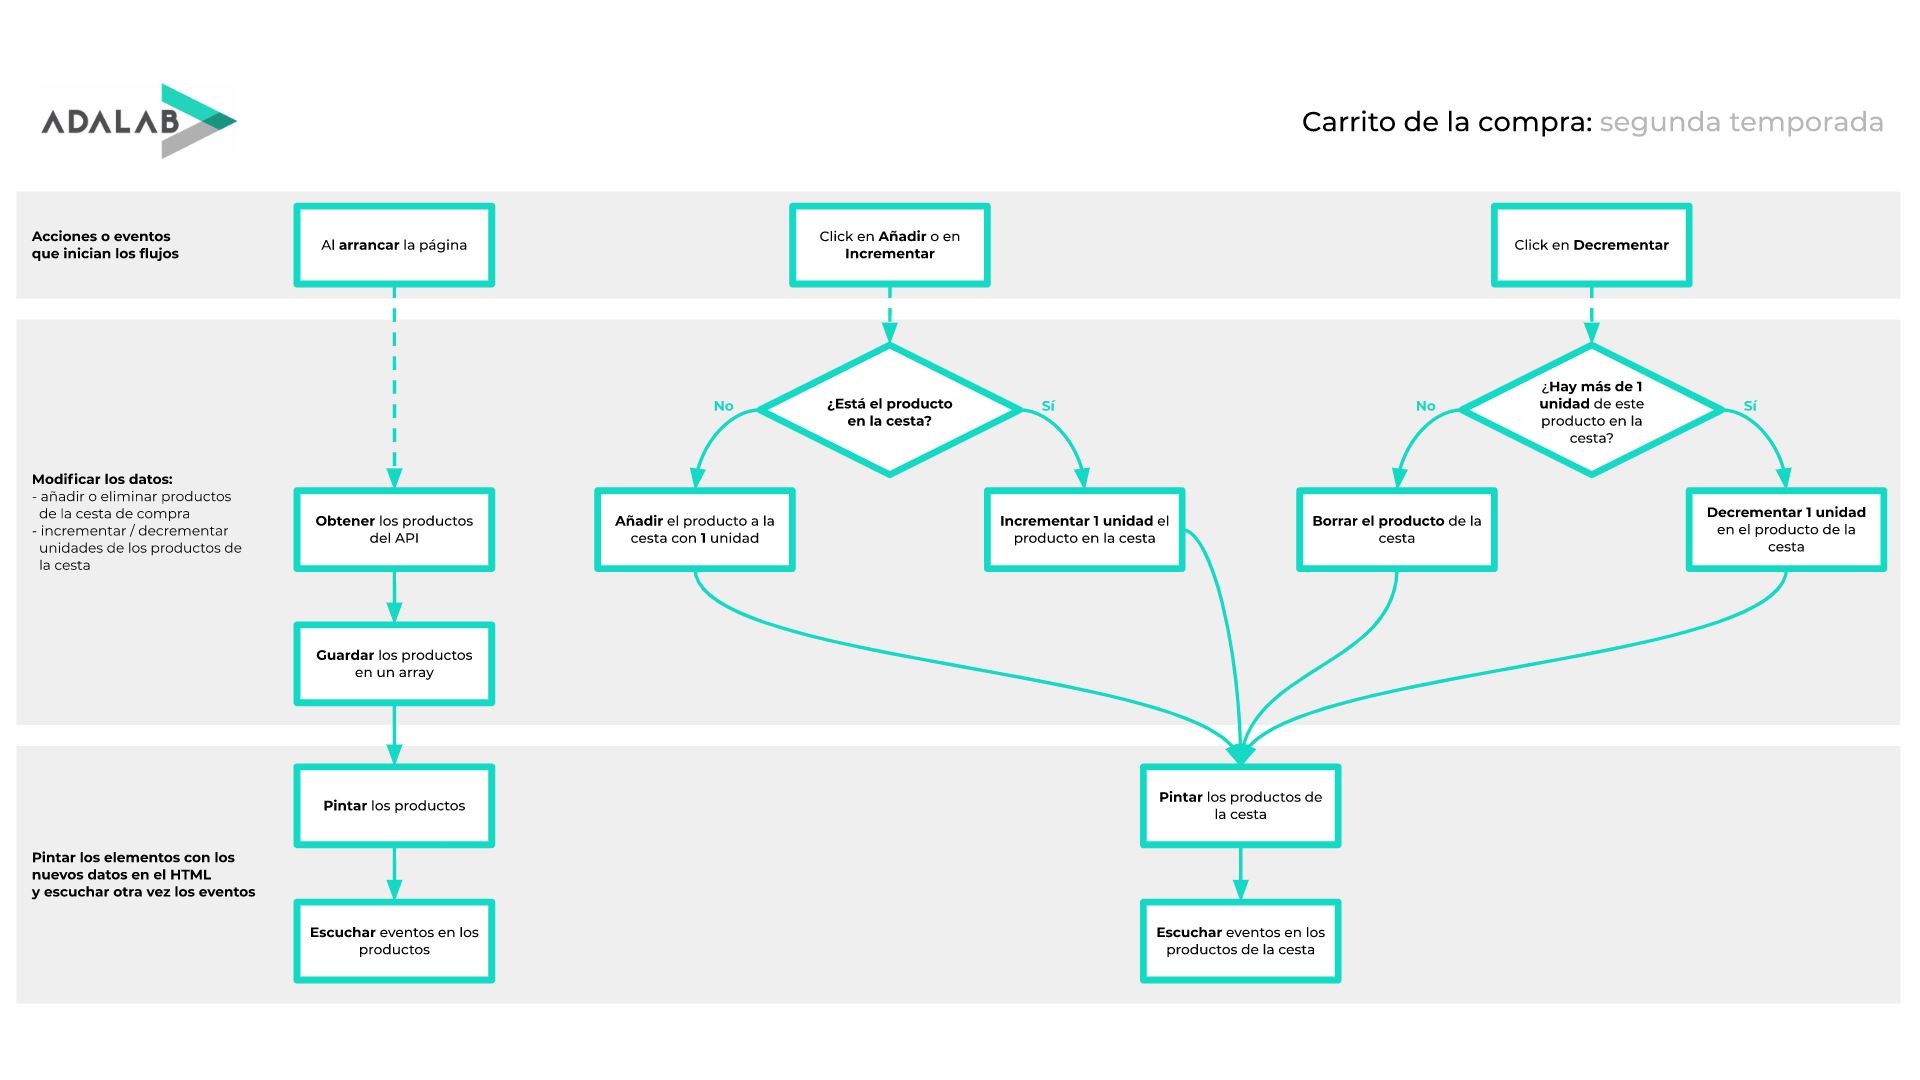 ADALAB
Carrito de la compra: segunda temporada
Acciones o eventos
que inician los flujos
Al arrancar la página
Click en Añadir o en
Incrementar
Click en Decrementar
Modificar los datos:
- añadir o eliminar productos
de la cesta de compra
- incrementar / decrementar
unidades de los productos de
la cesta
¿Está el producto
en la cesta?
No
Sí
¿Hay más de 1
unidad de este
producto en la
cesta?
No
Sí
Obtener los productos
del API
Añadir el producto a la
cesta con 1 unidad
Incrementar 1 unidad el
producto en la cesta
Borrar el producto de la
cesta
Decrementar 1 unidad
en el producto de la
cesta
Guardar los productos
en un array
Pintar los elementos con los
nuevos datos en el HTML
y escuchar otra vez los eventos
Pintar los productos
Pintar los productos de
la cesta
Escuchar eventos en los
productos
Escuchar eventos en los
productos de la cesta